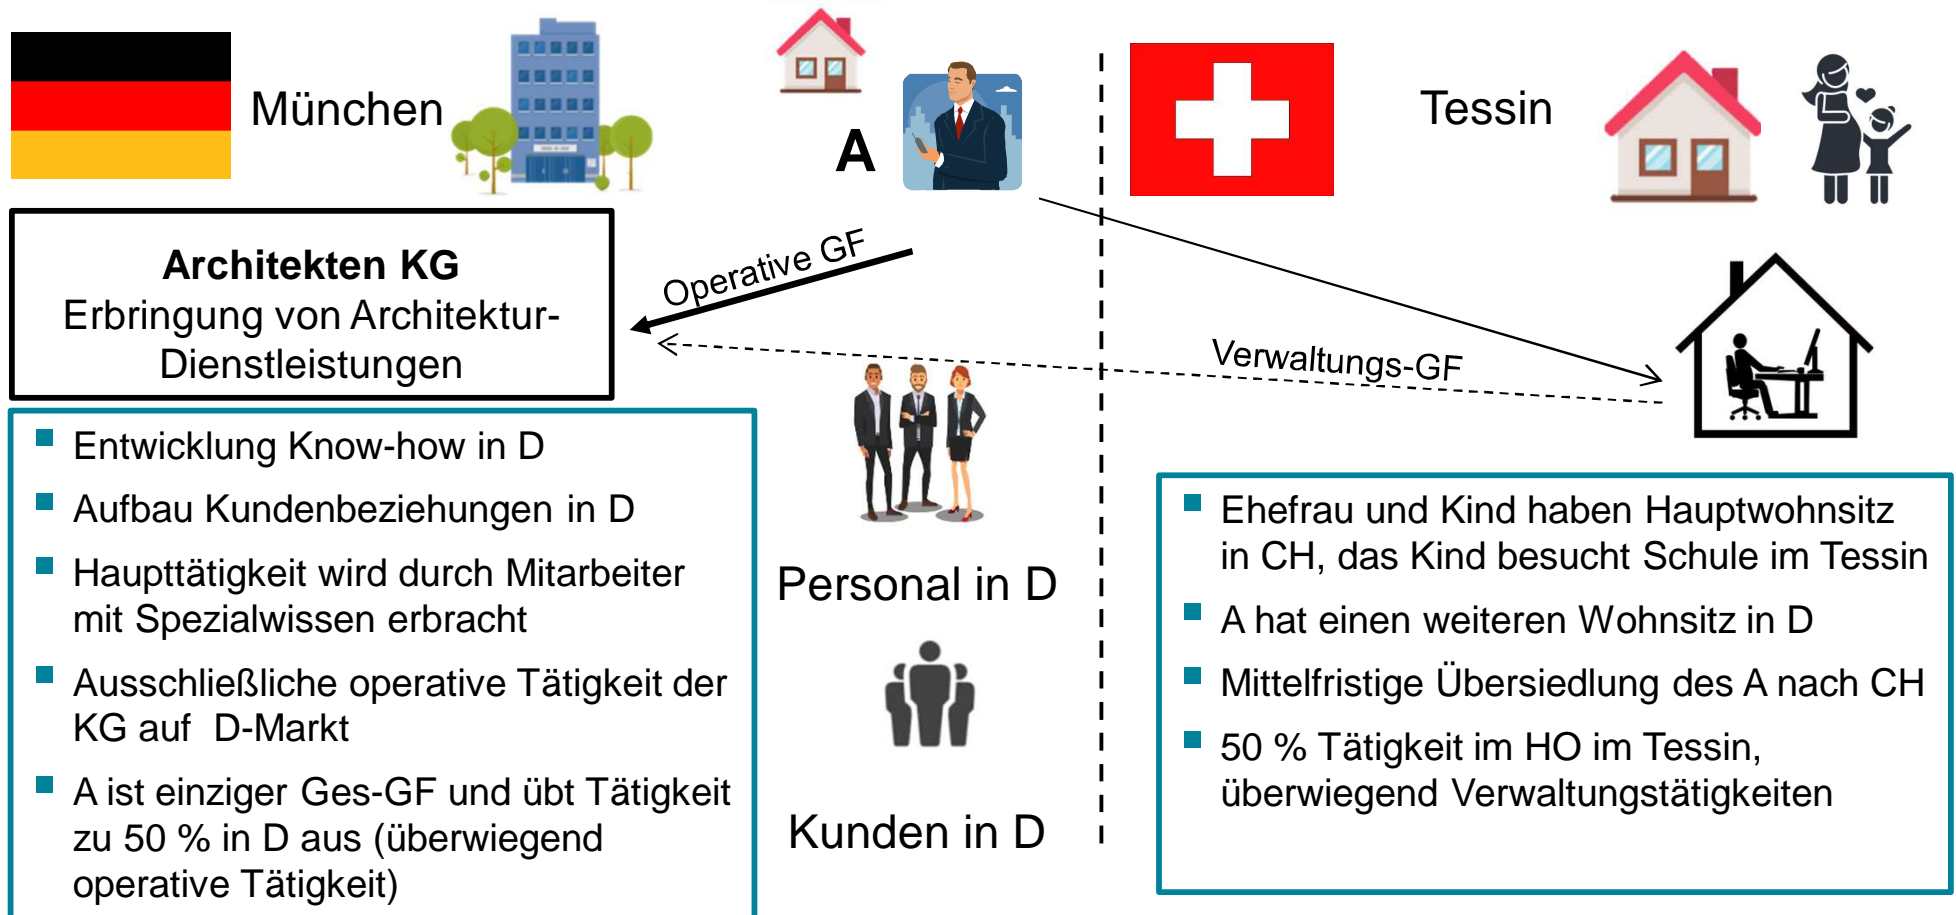 München
A
Tessin
Architekten KG
Erbringung von Architektur-
Dienstleistungen
Operative GF
Verwaltungs-GF
Entwicklung Know-how in D
Aufbau Kundenbeziehungen in D
Haupttätigkeit wird durch Mitarbeiter
mit Spezialwissen erbracht
Ausschließliche operative Tätigkeit der
KG auf D-Markt
A ist einziger Ges-GF und übt Tätigkeit
zu 50 % in D aus (überwiegend
operative Tätigkeit)
Personal in D
Kunden in D
Ehefrau und Kind haben Hauptwohnsitz
in CH, das Kind besucht Schule im Tessin
A hat einen weiteren Wohnsitz in D
Mittelfristige Übersiedlung des A nach CH
50 % Tätigkeit im HO im Tessin,
überwiegend Verwaltungstätigkeiten